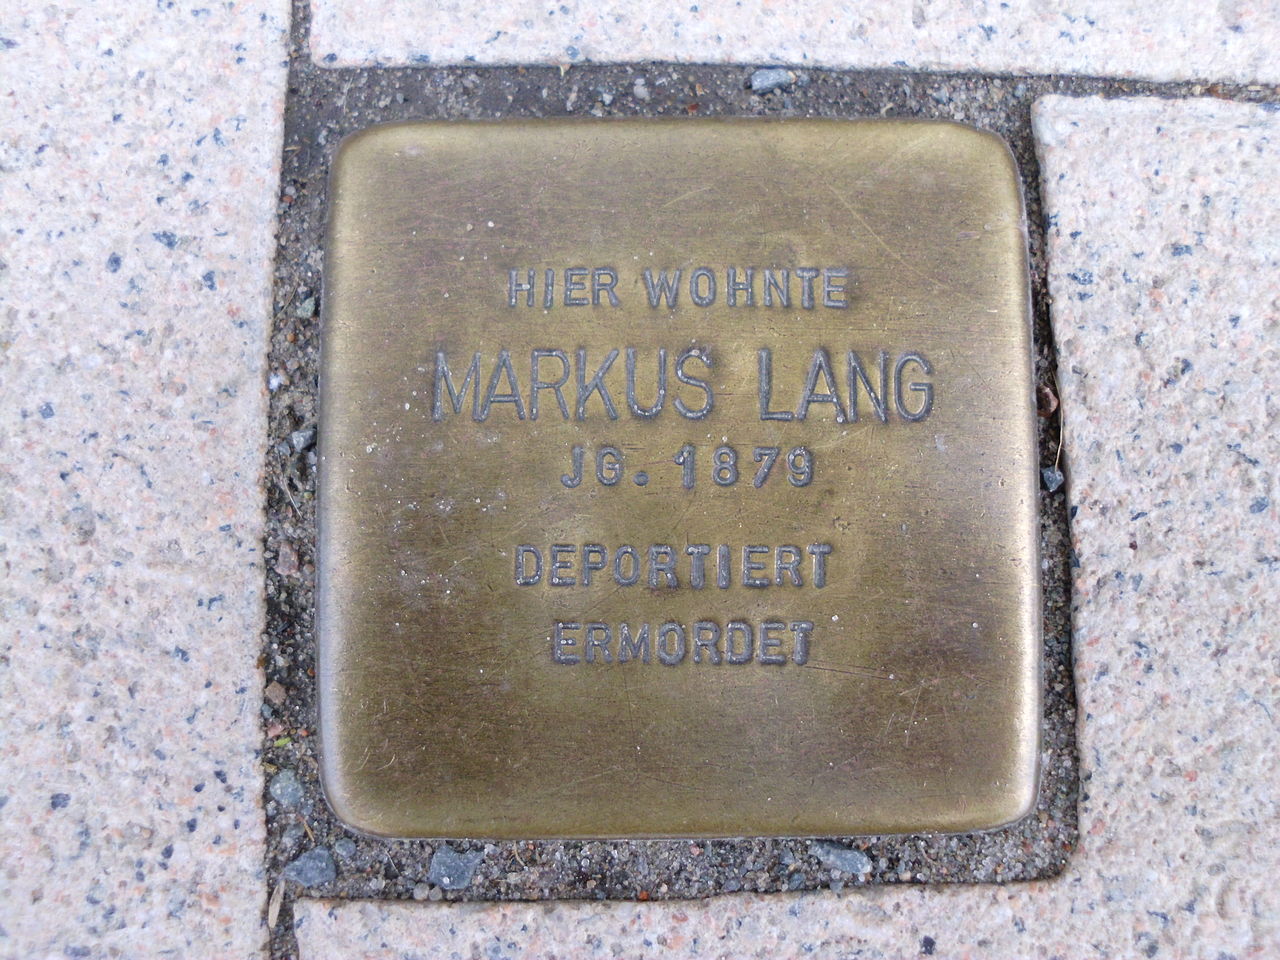 HIER WOHNTE
MARKUS LANG
JG. 1879
DEPORTIERT
ERMORDET